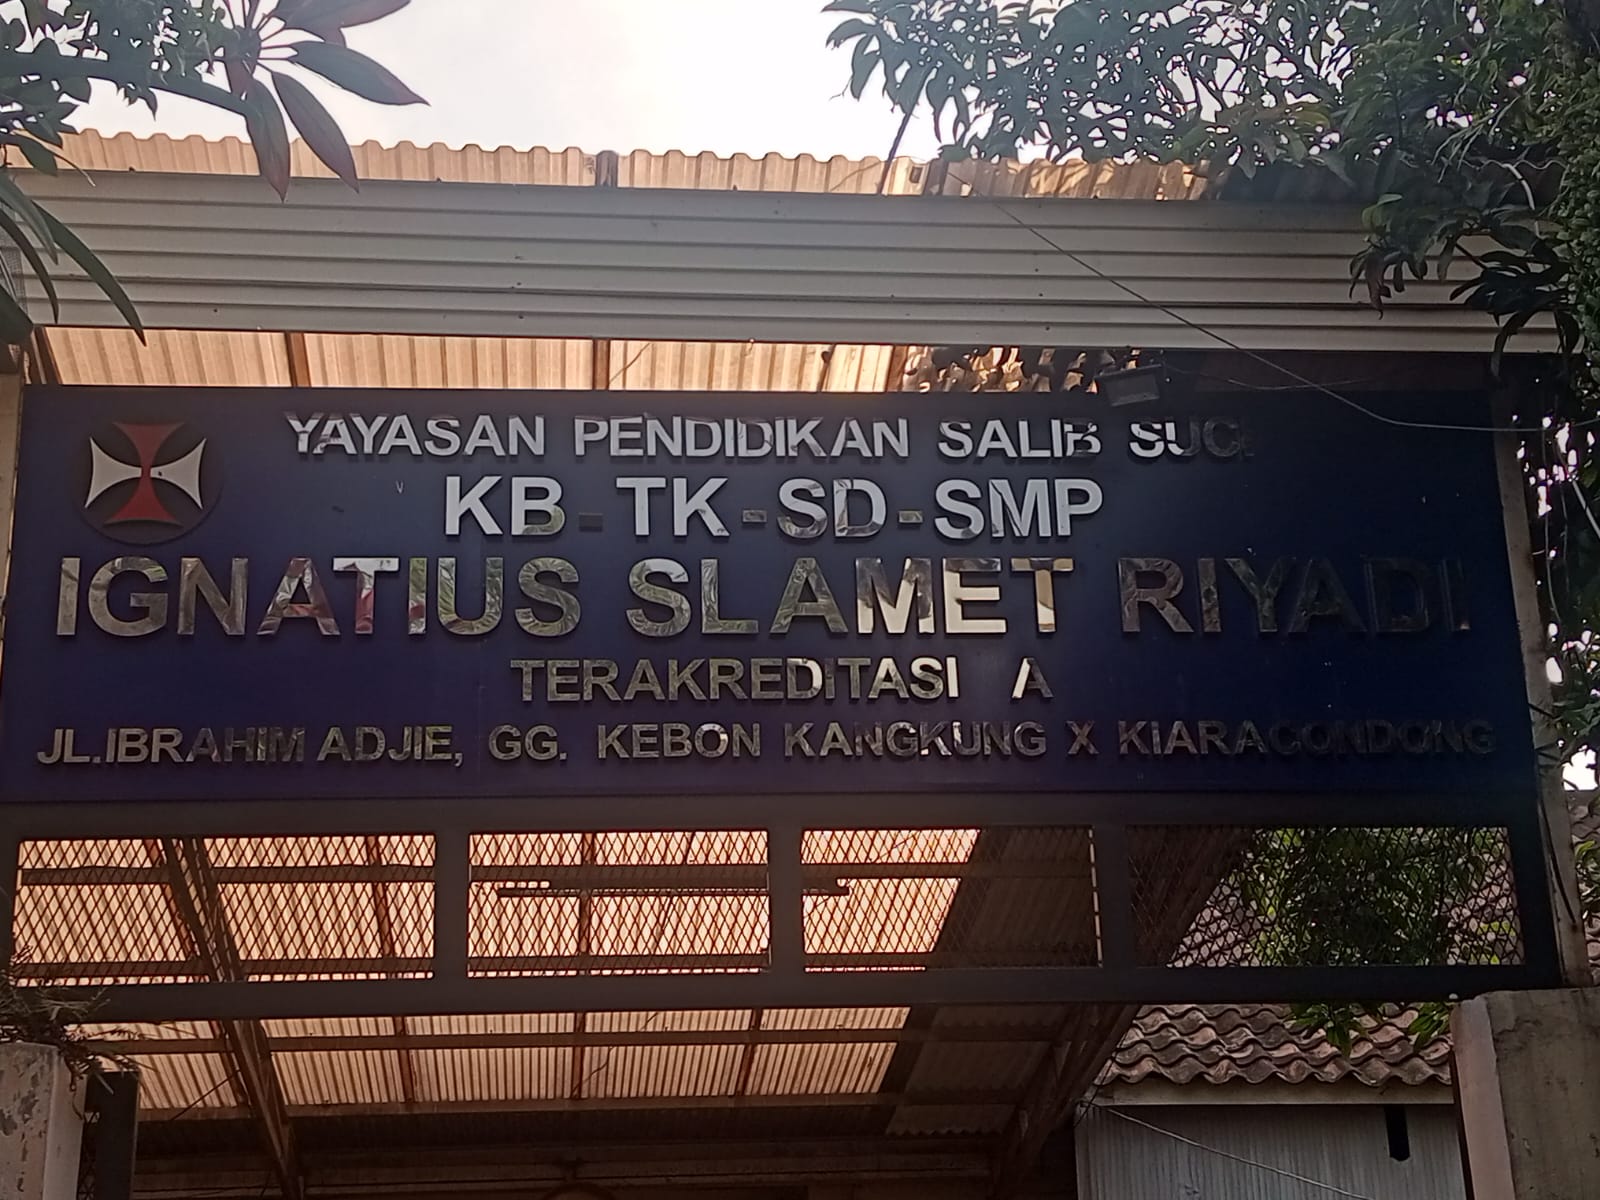 YAYASAN PENDIDIKAN SALIB SUCI
KB - TK - SD - SMP
IGNATIUS SLAMET RIYADI
TERAKREDITASI A
JL.IBRAHIM ADJIE, GG. KEBON KANGKUNG X KIARACONDONG